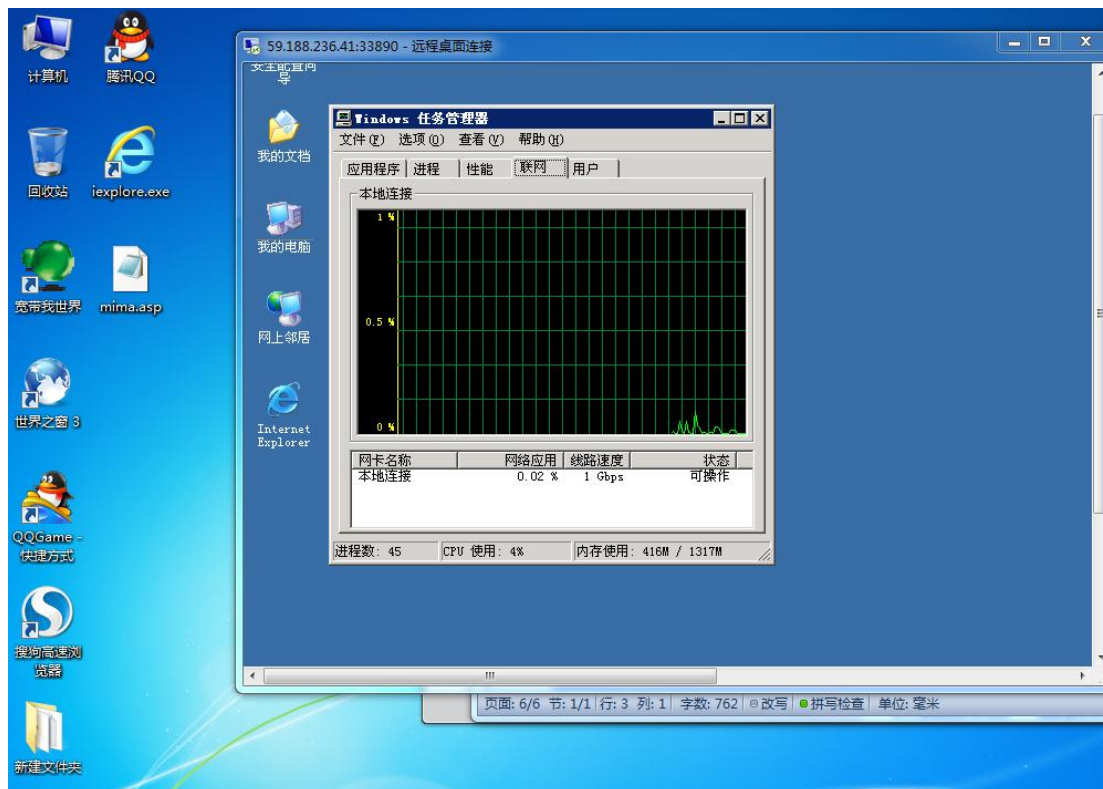 计算机
腾讯QQ
回收站
iexplore.exe
宽带我世界
mima.asp
世界之窗 3
QQGame -
快捷方式
搜狗高速浏
览器
新建文件夹
59.188.236.41:33890 - 远程桌面连接
安全配置向
导
我的文档
我的电脑
网上邻居
Internet
Explorer
Windows 任务管理器
文件(F) 选项(O) 查看(V) 帮助(H)
应用程序 进程 性能 联网 用户
本地连接
1 %
0.5 %
0 %
网卡名称 网络应用 线路速度 状态
本地连接 0.02 % 1 Gbps 可操作
进程数: 45 CPU 使用: 4% 内存使用: 416M / 1317M
页面: 6/6 节: 1/1 行: 3 列: 1 字数: 762 改写 拼写检查 单位: 毫米